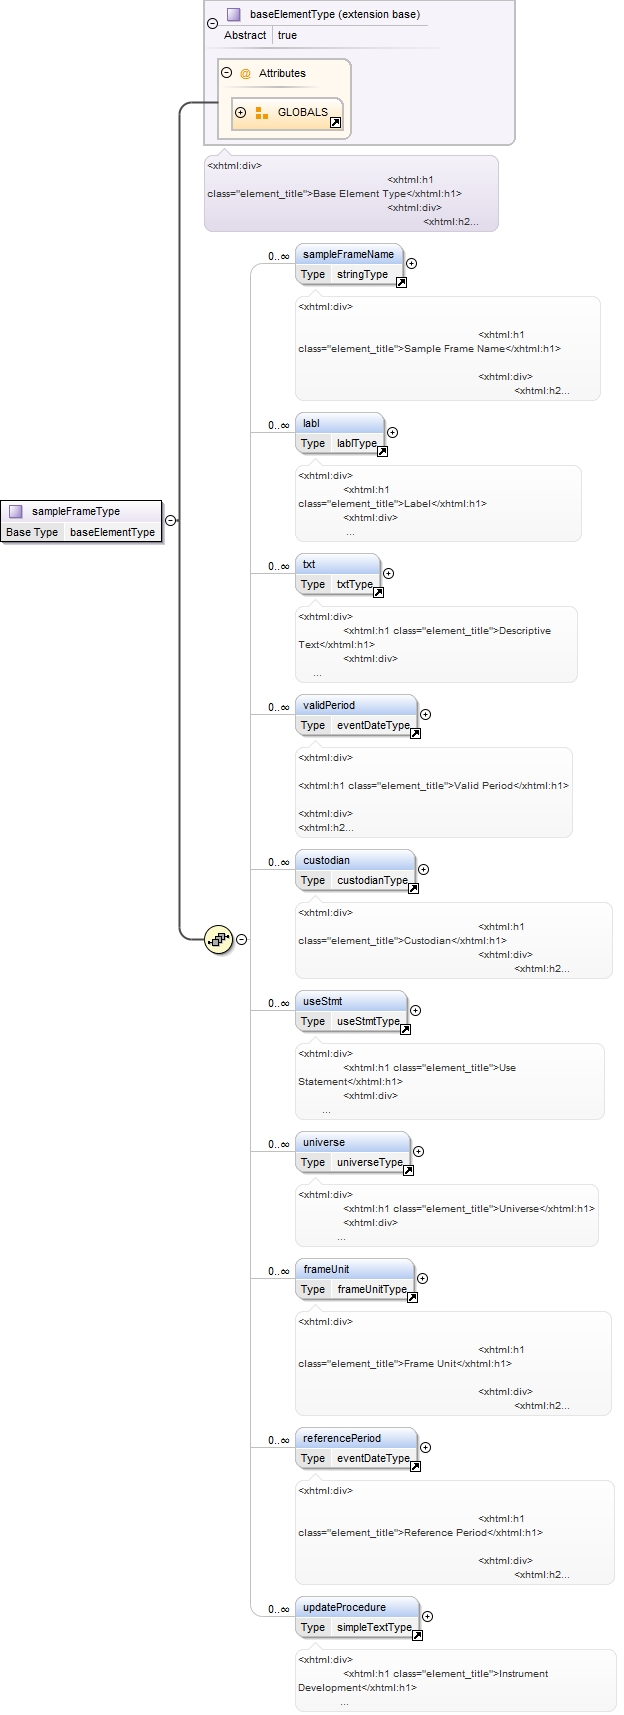 baseElementType (extension base)
Abstract true
@ Attributes
GLOBALS
<xhtml:div>
<xhtml:h1
class="element_title">Base Element Type</xhtml:h1>
<xhtml:div>
<xhtml:h2...
0..∞ sampleFrameName
Type stringType
<xhtml:div>
<xhtml:h1
class="element_title">Sample Frame Name</xhtml:h1>
<xhtml:div>
<xhtml:h2...
0..∞ labl
Type lablType
<xhtml:div>
<xhtml:h1
class="element_title">Label</xhtml:h1>
<xhtml:div>
...
sampleFrameType
Base Type baseElementType
0..∞ txt
Type txtType
<xhtml:div>
<xhtml:h1 class="element_title">Descriptive
Text</xhtml:h1>
<xhtml:div>
...
0..∞ validPeriod
Type eventDateType
<xhtml:div>
<xhtml:h1 class="element_title">Valid Period</xhtml:h1>
<xhtml:div>
<xhtml:h2...
0..∞ custodian
Type custodianType
<xhtml:div>
<xhtml:h1
class="element_title">Custodian</xhtml:h1>
<xhtml:div>
<xhtml:h2...
0..∞ useStmt
Type useStmtType
<xhtml:div>
<xhtml:h1 class="element_title">Use
Statement</xhtml:h1>
<xhtml:div>
...
0..∞ universe
Type universeType
<xhtml:div>
<xhtml:h1 class="element_title">Universe</xhtml:h1>
<xhtml:div>
...
0..∞ frameUnit
Type frameUnitType
<xhtml:div>
<xhtml:h1
class="element_title">Frame Unit</xhtml:h1>
<xhtml:div>
<xhtml:h2...
0..∞ referencePeriod
Type eventDateType
<xhtml:div>
<xhtml:h1
class="element_title">Reference Period</xhtml:h1>
<xhtml:div>
<xhtml:h2...
0..∞ updateProcedure
Type simpleTextType
<xhtml:div>
<xhtml:h1 class="element_title">Instrument
Development</xhtml:h1>
...